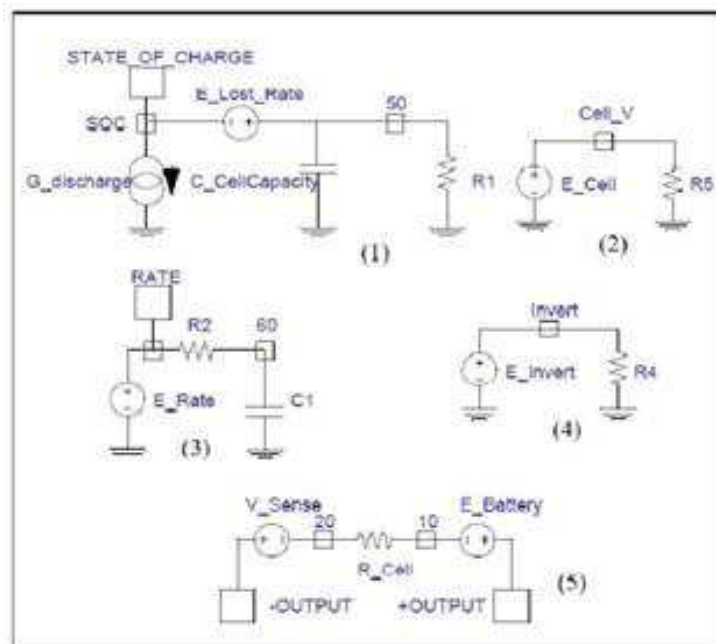 STATE_OF_CHARGE
E_Lost_Rate
50
SOC
Cell_V
G_discharge
C_CellCapacity
R1
E_Cell
R5
(1)
(2)
RATE
R2
60
Invert
E_Rate
C1
E_Invert
R4
(3)
(4)
V_Sense
20
10
E_Battery
R_Cell
(5)
-OUTPUT
+OUTPUT